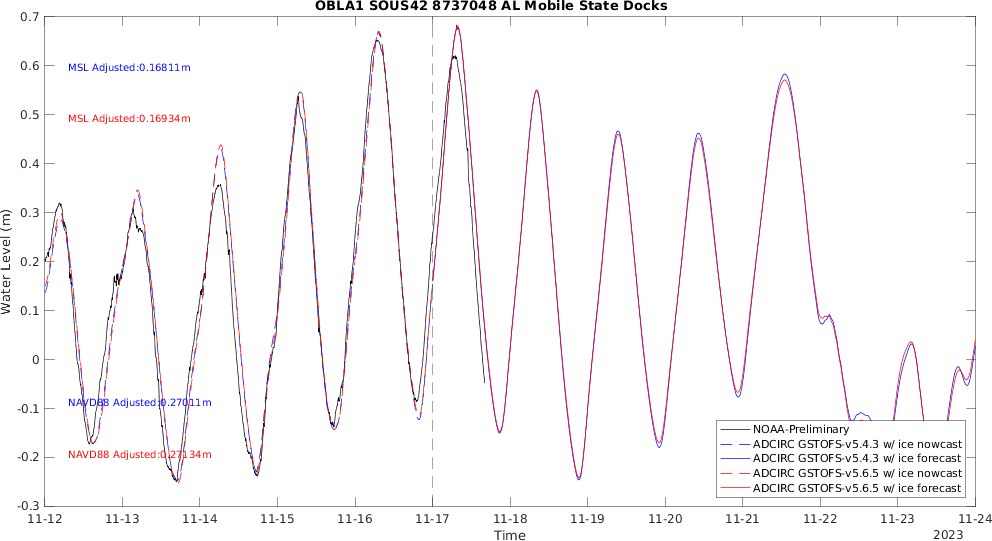 OBLA1 SOUS42 8737048 AL Mobile State Docks
Water Level (m)
0.7
0.6
0.5
0.4
0.3
0.2
0.1
0
-0.1
-0.2
-0.3
MSL Adjusted:0.16811m
MSL Adjusted:0.16934m
NAVD88 Adjusted:0.27011m
NAVD88 Adjusted:0.27134m
NOAA-Preliminary
ADCIRC GSTOFS-v5.4.3 w/ ice nowcast
ADCIRC GSTOFS-v5.4.3 w/ ice forecast
ADCIRC GSTOFS-v5.6.5 w/ ice nowcast
ADCIRC GSTOFS-v5.6.5 w/ ice forecast
11-12 11-13 11-14 11-15 11-16 11-17 11-18 11-19 11-20 11-21 11-22 11-23 11-24
Time
2023